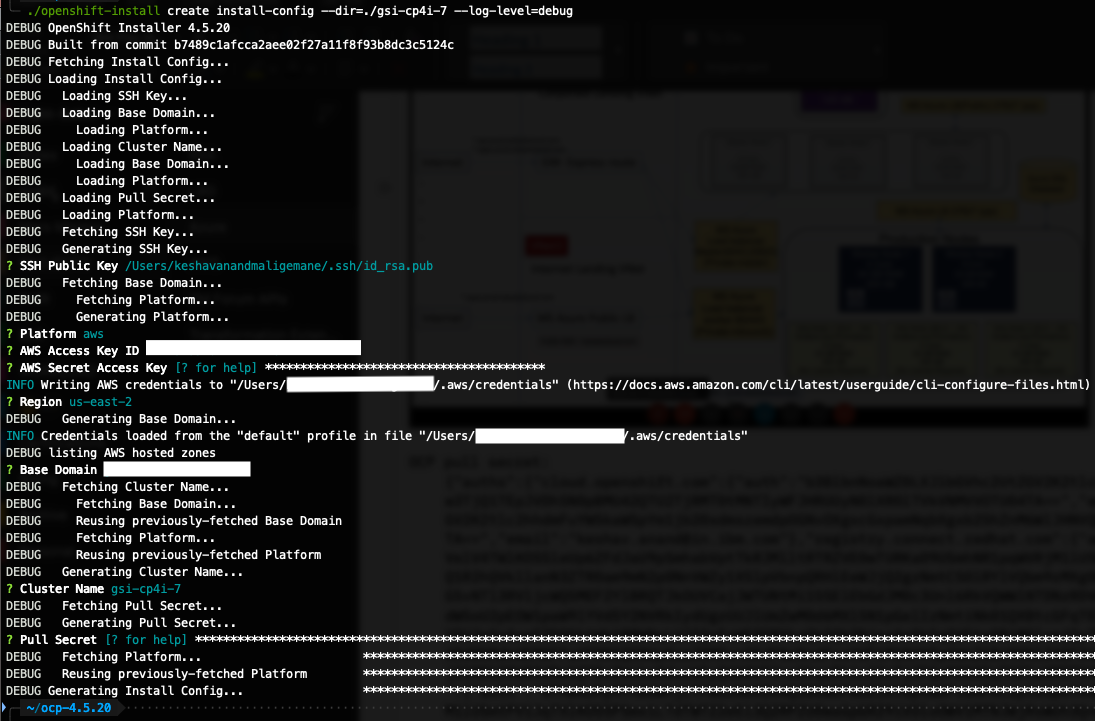 ./openshift-install create install-config --dir=./gsi-cp4i-7 --log-level=debug
DEBUG OpenShift Installer 4.5.20
DEBUG Built from commit b7489c1afcca2aee02f27a11f8f93b8dc3c5124c
DEBUG Fetching Install Config...
DEBUG Loading Install Config...
DEBUG   Loading SSH Key...
DEBUG   Loading Base Domain...
DEBUG     Loading Platform...
DEBUG   Loading Cluster Name...
DEBUG     Loading Base Domain...
DEBUG     Loading Platform...
DEBUG   Loading Pull Secret...
DEBUG   Loading Platform...
DEBUG   Fetching SSH Key...
DEBUG   Generating SSH Key...
? SSH Public Key /Users/keshavanandmaligemane/.ssh/id_rsa.pub
DEBUG   Fetching Base Domain...
DEBUG     Fetching Platform...
DEBUG     Generating Platform...
? Platform aws
? AWS Access Key ID
? AWS Secret Access Key [? for help] ****************************************
INFO Writing AWS credentials to "/Users/ /.aws/credentials" (https://docs.aws.amazon.com/cli/latest/userguide/cli-configure-files.html)
? Region us-east-2
DEBUG   Generating Base Domain...
INFO Credentials loaded from the "default" profile in file "/Users/ /.aws/credentials"
DEBUG listing AWS hosted zones
? Base Domain
DEBUG   Fetching Cluster Name...
DEBUG     Fetching Base Domain...
DEBUG     Reusing previously-fetched Base Domain
DEBUG     Fetching Platform...
DEBUG     Reusing previously-fetched Platform
DEBUG   Generating Cluster Name...
? Cluster Name gsi-cp4i-7
DEBUG   Fetching Pull Secret...
DEBUG   Generating Pull Secret...
? Pull Secret [? for help] ****************************************
DEBUG   Fetching Platform...
DEBUG   Reusing previously-fetched Platform
DEBUG Generating Install Config...
~/ocp-4.5.20